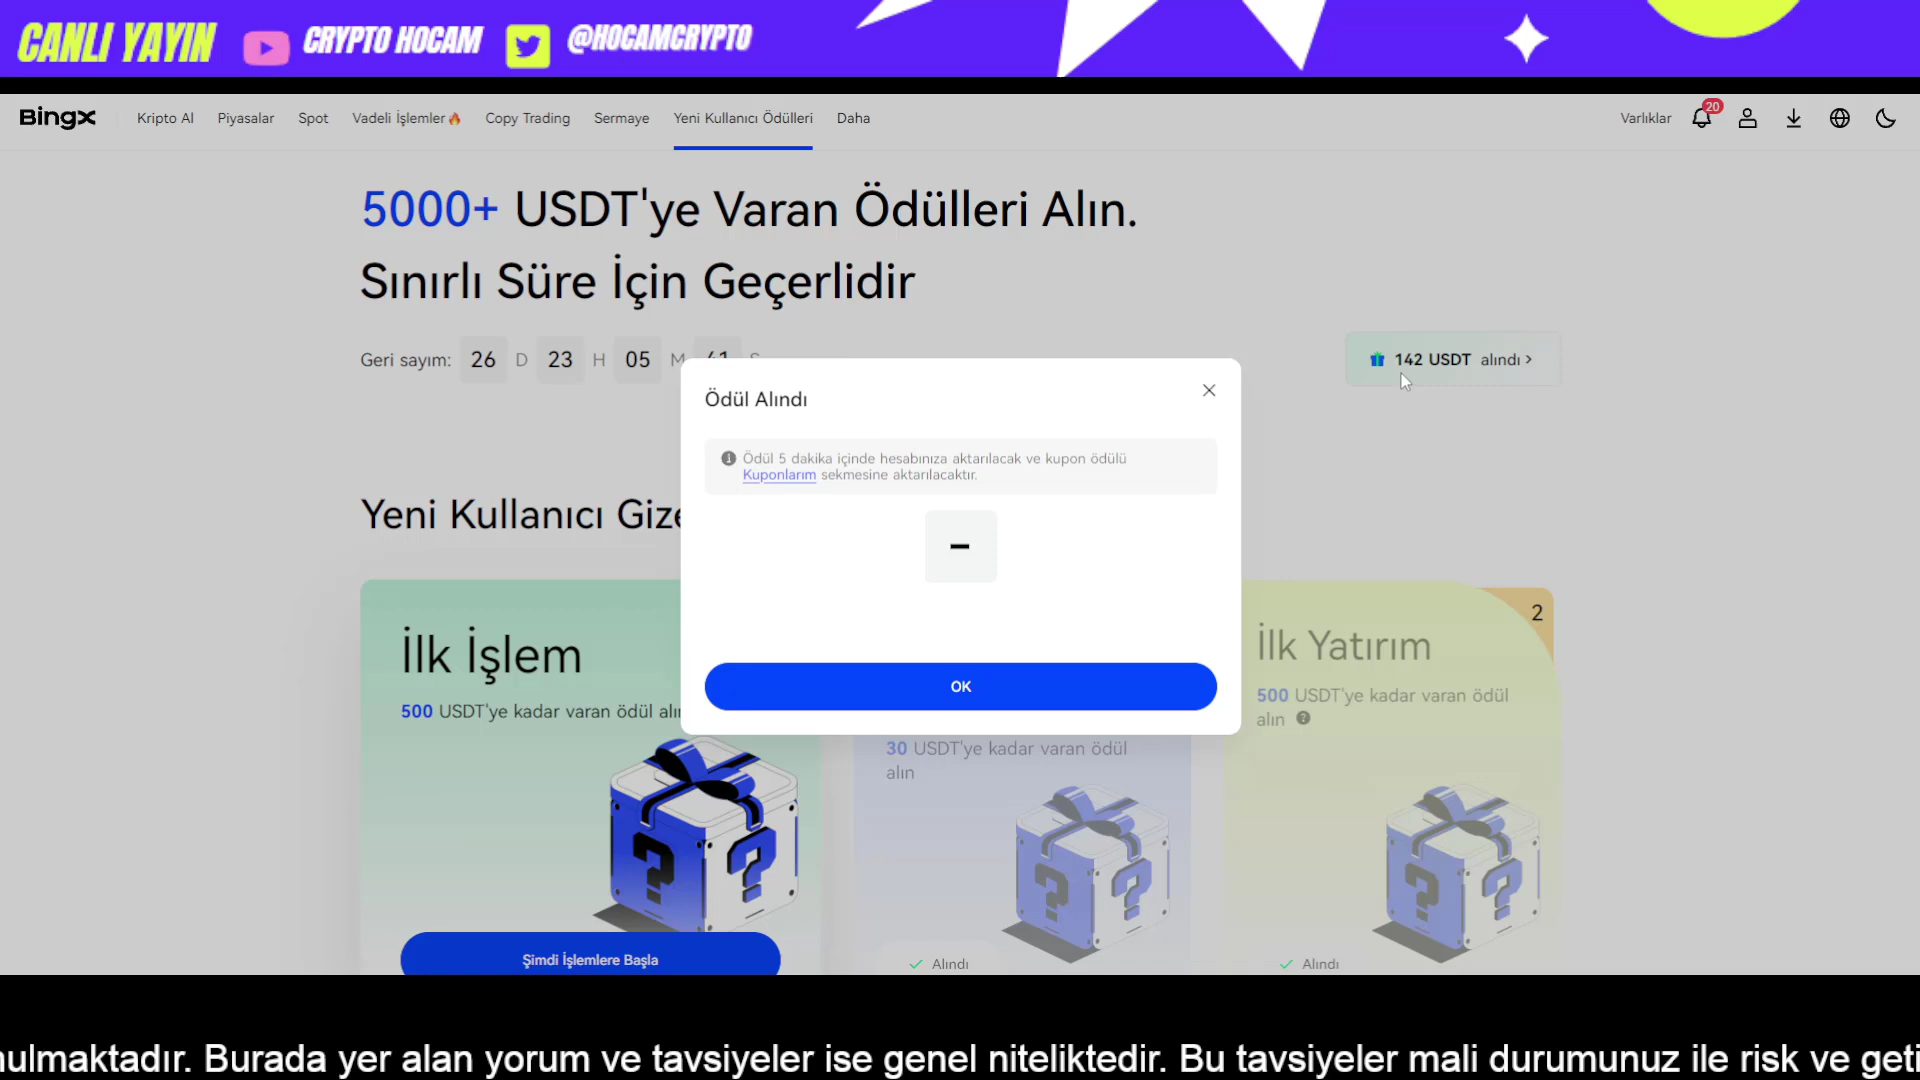 CANLI YAYIN
CRYPTO HOCAM
@HOCAMCRYPTO
BingX
Kripto Al
Piyasalar
Spot
Vadeli İşlemler
Copy Trading
Sermaye
Yeni Kullanıcı Ödülleri
Daha
Varlıklar
20
5000+ USDT'ye Varan Ödülleri Alın.
Sınırlı Süre İçin Geçerlidir
Geri sayım: 26 D 23 H 05 M 41 S
142 USDT alındı >
Ödül Alındı
Ödül 5 dakika içinde hesabınıza aktarılacak ve kupon ödülü
Kuponlarım sekmesine aktarılacaktır.
–
OK
Yeni Kullanıcı
İlk İşlem
500 USDT'ye kadar varan ödül
? ?
Şimdi İşlemlere Başla
30 USDT'ye kadar varan ödül
alın
? ?
Alındı
2
İlk Yatırım
500 USDT'ye kadar varan ödül
alın ?
? ?
Alındı
Burada yer alan yorum ve tavsiyeler ise genel niteliktedir. Bu tavsiyeler mali durumunuz ile risk ve